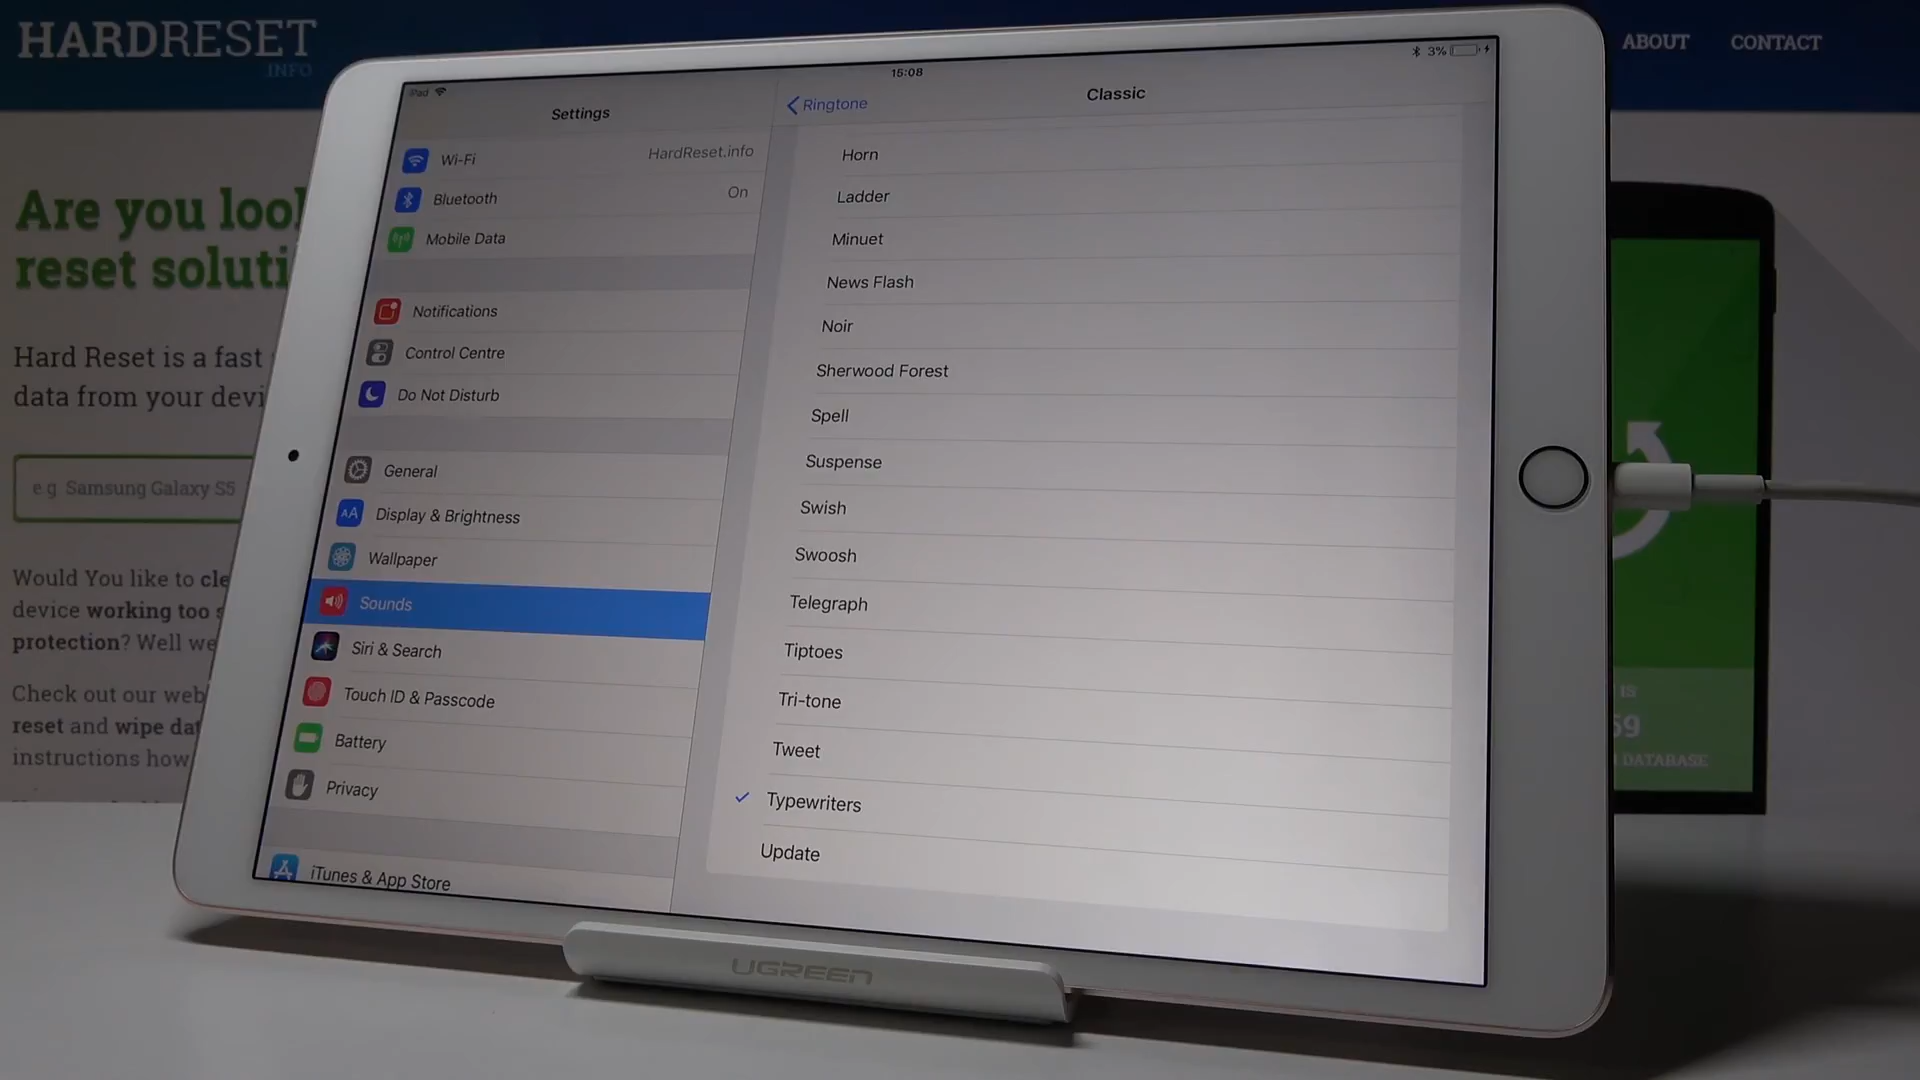 HARDRESET
.INFO
ABOUT
CONTACT
Are you lool
reset soluti
Hard Reset is a fast
data from your devi
e.g Samsung Galaxy S5
Would You like to cle
device working too s
protection? Well we
Check out our web
reset and wipe dat
instructions how
iPad
15:08
3%
Settings
Wi-Fi
HardReset.info
Bluetooth
On
Mobile Data
Notifications
Control Centre
Do Not Disturb
General
AA
Display & Brightness
Wallpaper
Sounds
Siri & Search
Touch ID & Passcode
Battery
Privacy
iTunes & App Store
Ringtone
Classic
Horn
Ladder
Minuet
News Flash
Noir
Sherwood Forest
Spell
Suspense
Swish
Swoosh
Telegraph
Tiptoes
Tri-tone
Tweet
Typewriters
Update
IS
59
DATABASE
UGREEN